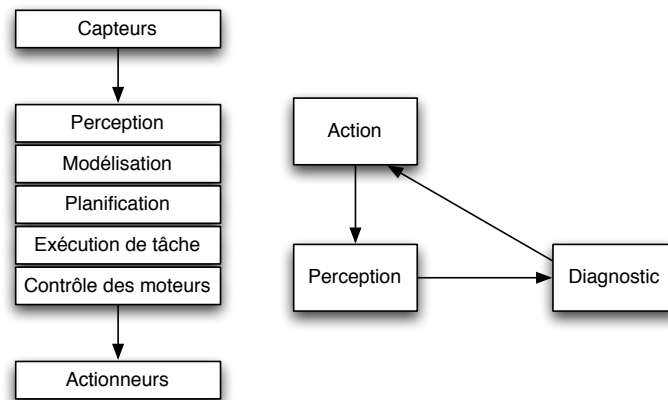 Capteurs
Perception
Modélisation
Planification
Exécution de tâche
Contrôle des moteurs
Actionneurs
Action
Perception
Diagnostic